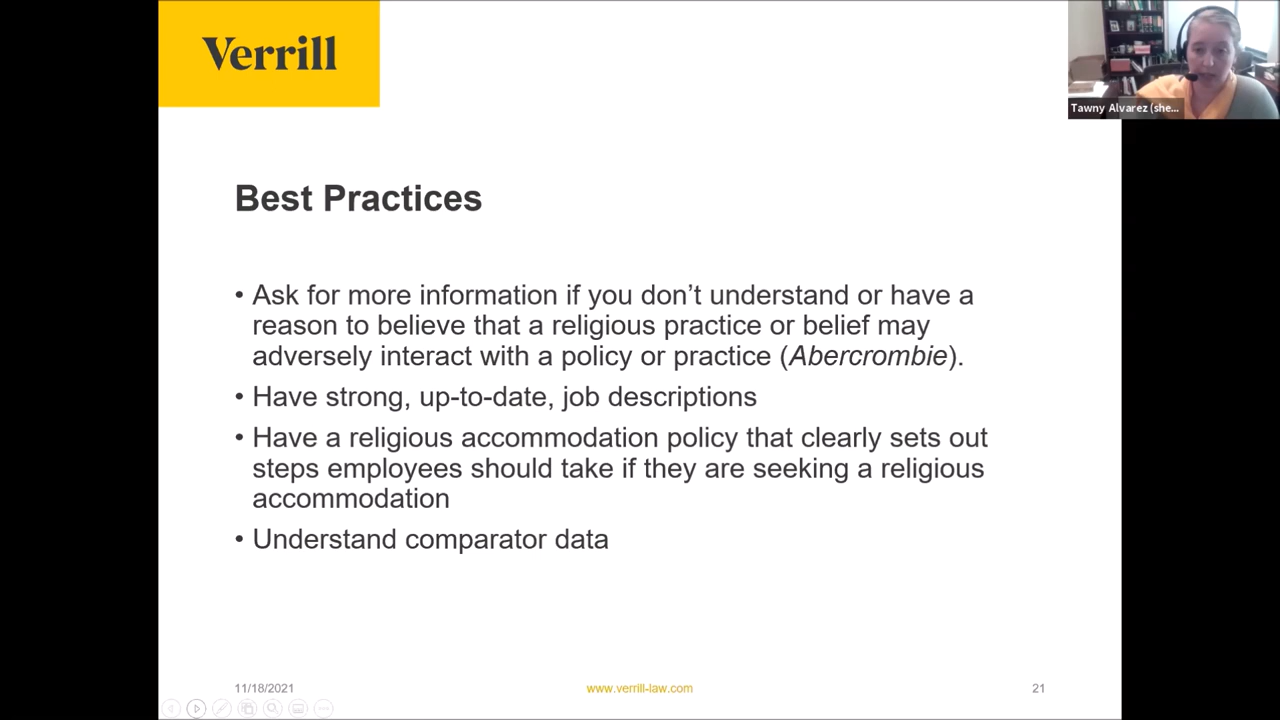 Verrill
Tawny Alvarez (she...
Best Practices
• Ask for more information if you don’t understand or have a
reason to believe that a religious practice or belief may
adversely interact with a policy or practice (Abercrombie).
• Have strong, up-to-date, job descriptions
• Have a religious accommodation policy that clearly sets out
steps employees should take if they are seeking a religious
accommodation
• Understand comparator data
11/18/2021
www.verrill-law.com
21